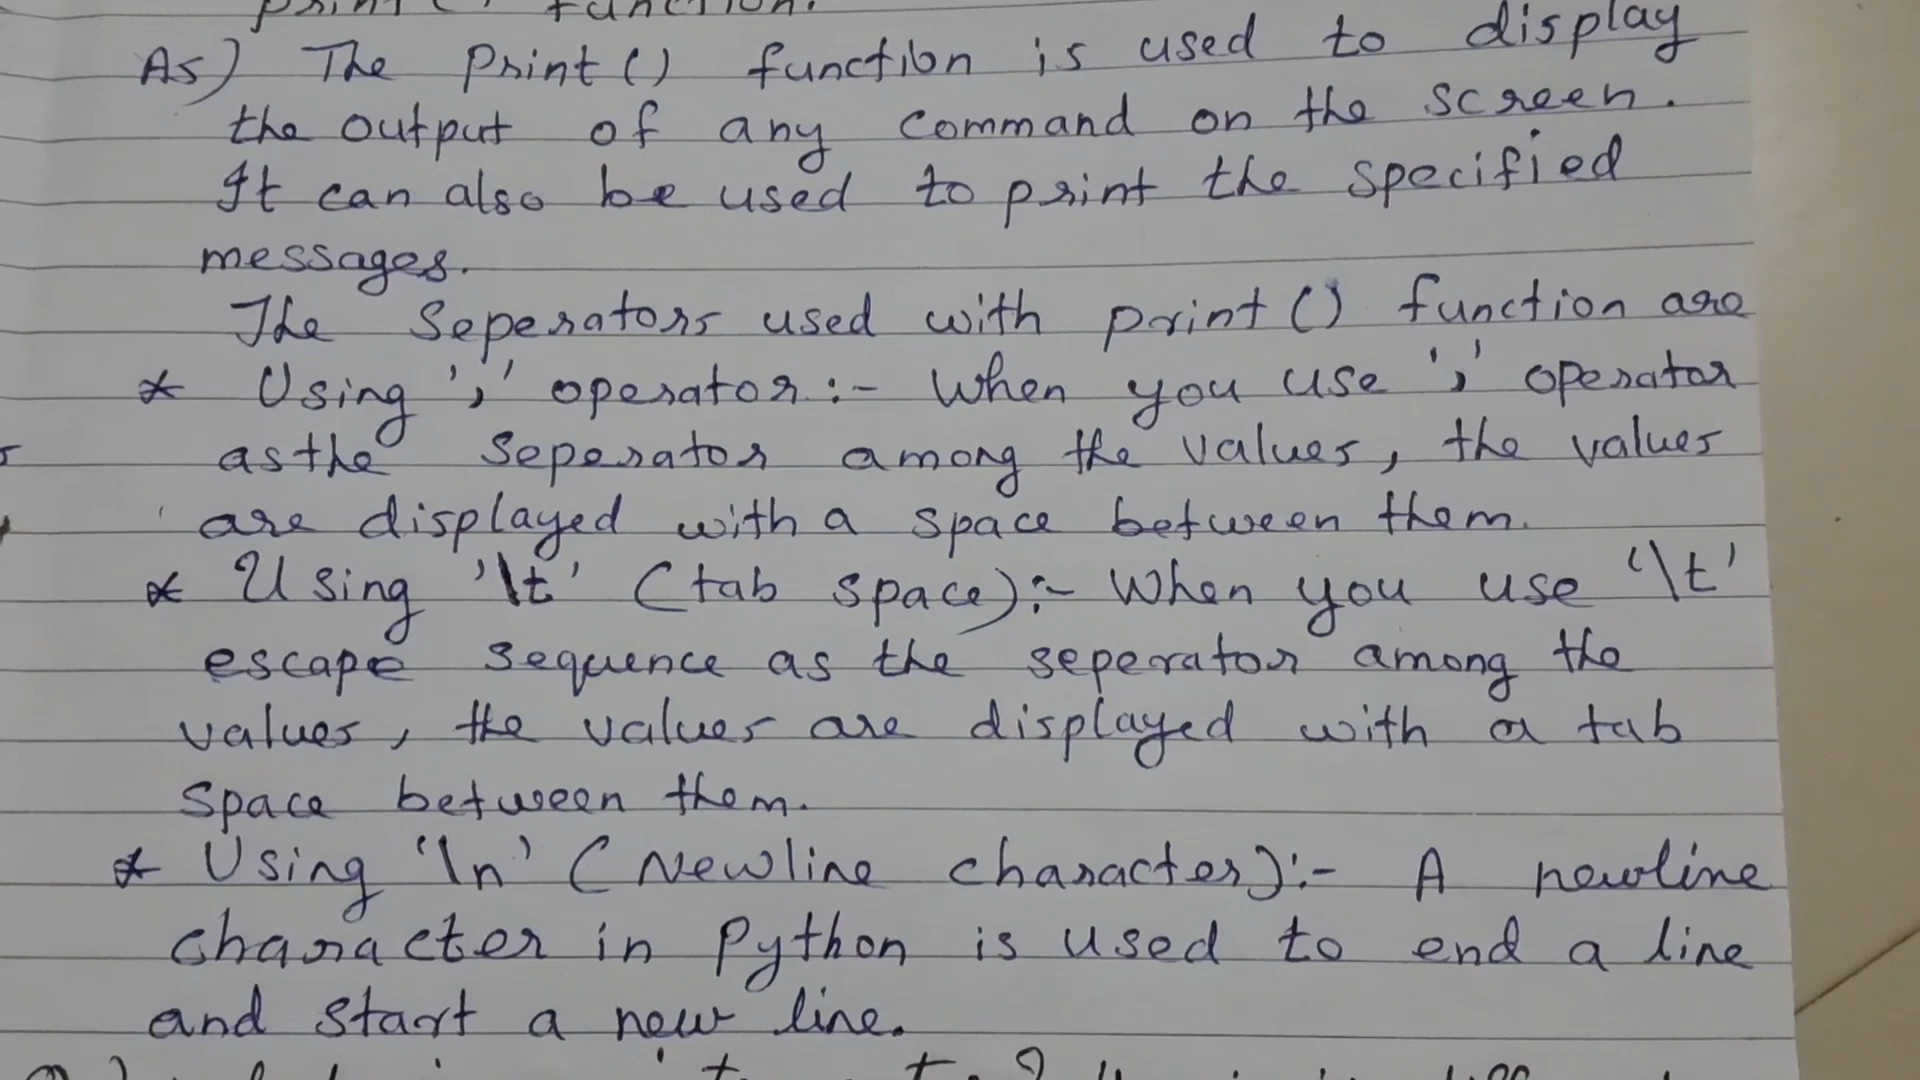 print() function.
As) The Print() function is used to display
the output of any command on the screen.
It can also be used to print the specified
messages.
The Seperators used with print() function are
* Using ',' operator :- When you use ',' operator
as the seperator among the values, the values
are displayed with a space between them.
* Using '\t' (tab space):- When you use '\t'
escape sequence as the seperator among the
values, the values are displayed with a tab
space between them.
* Using '\n' (Newline character):- A newline
character in Python is used to end a line
and start a new line.